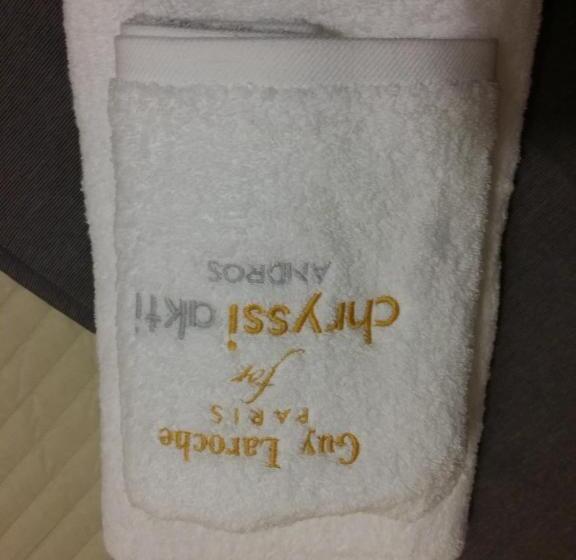 Guy Laroche
PARIS
for
chryssi akti
ANDROS